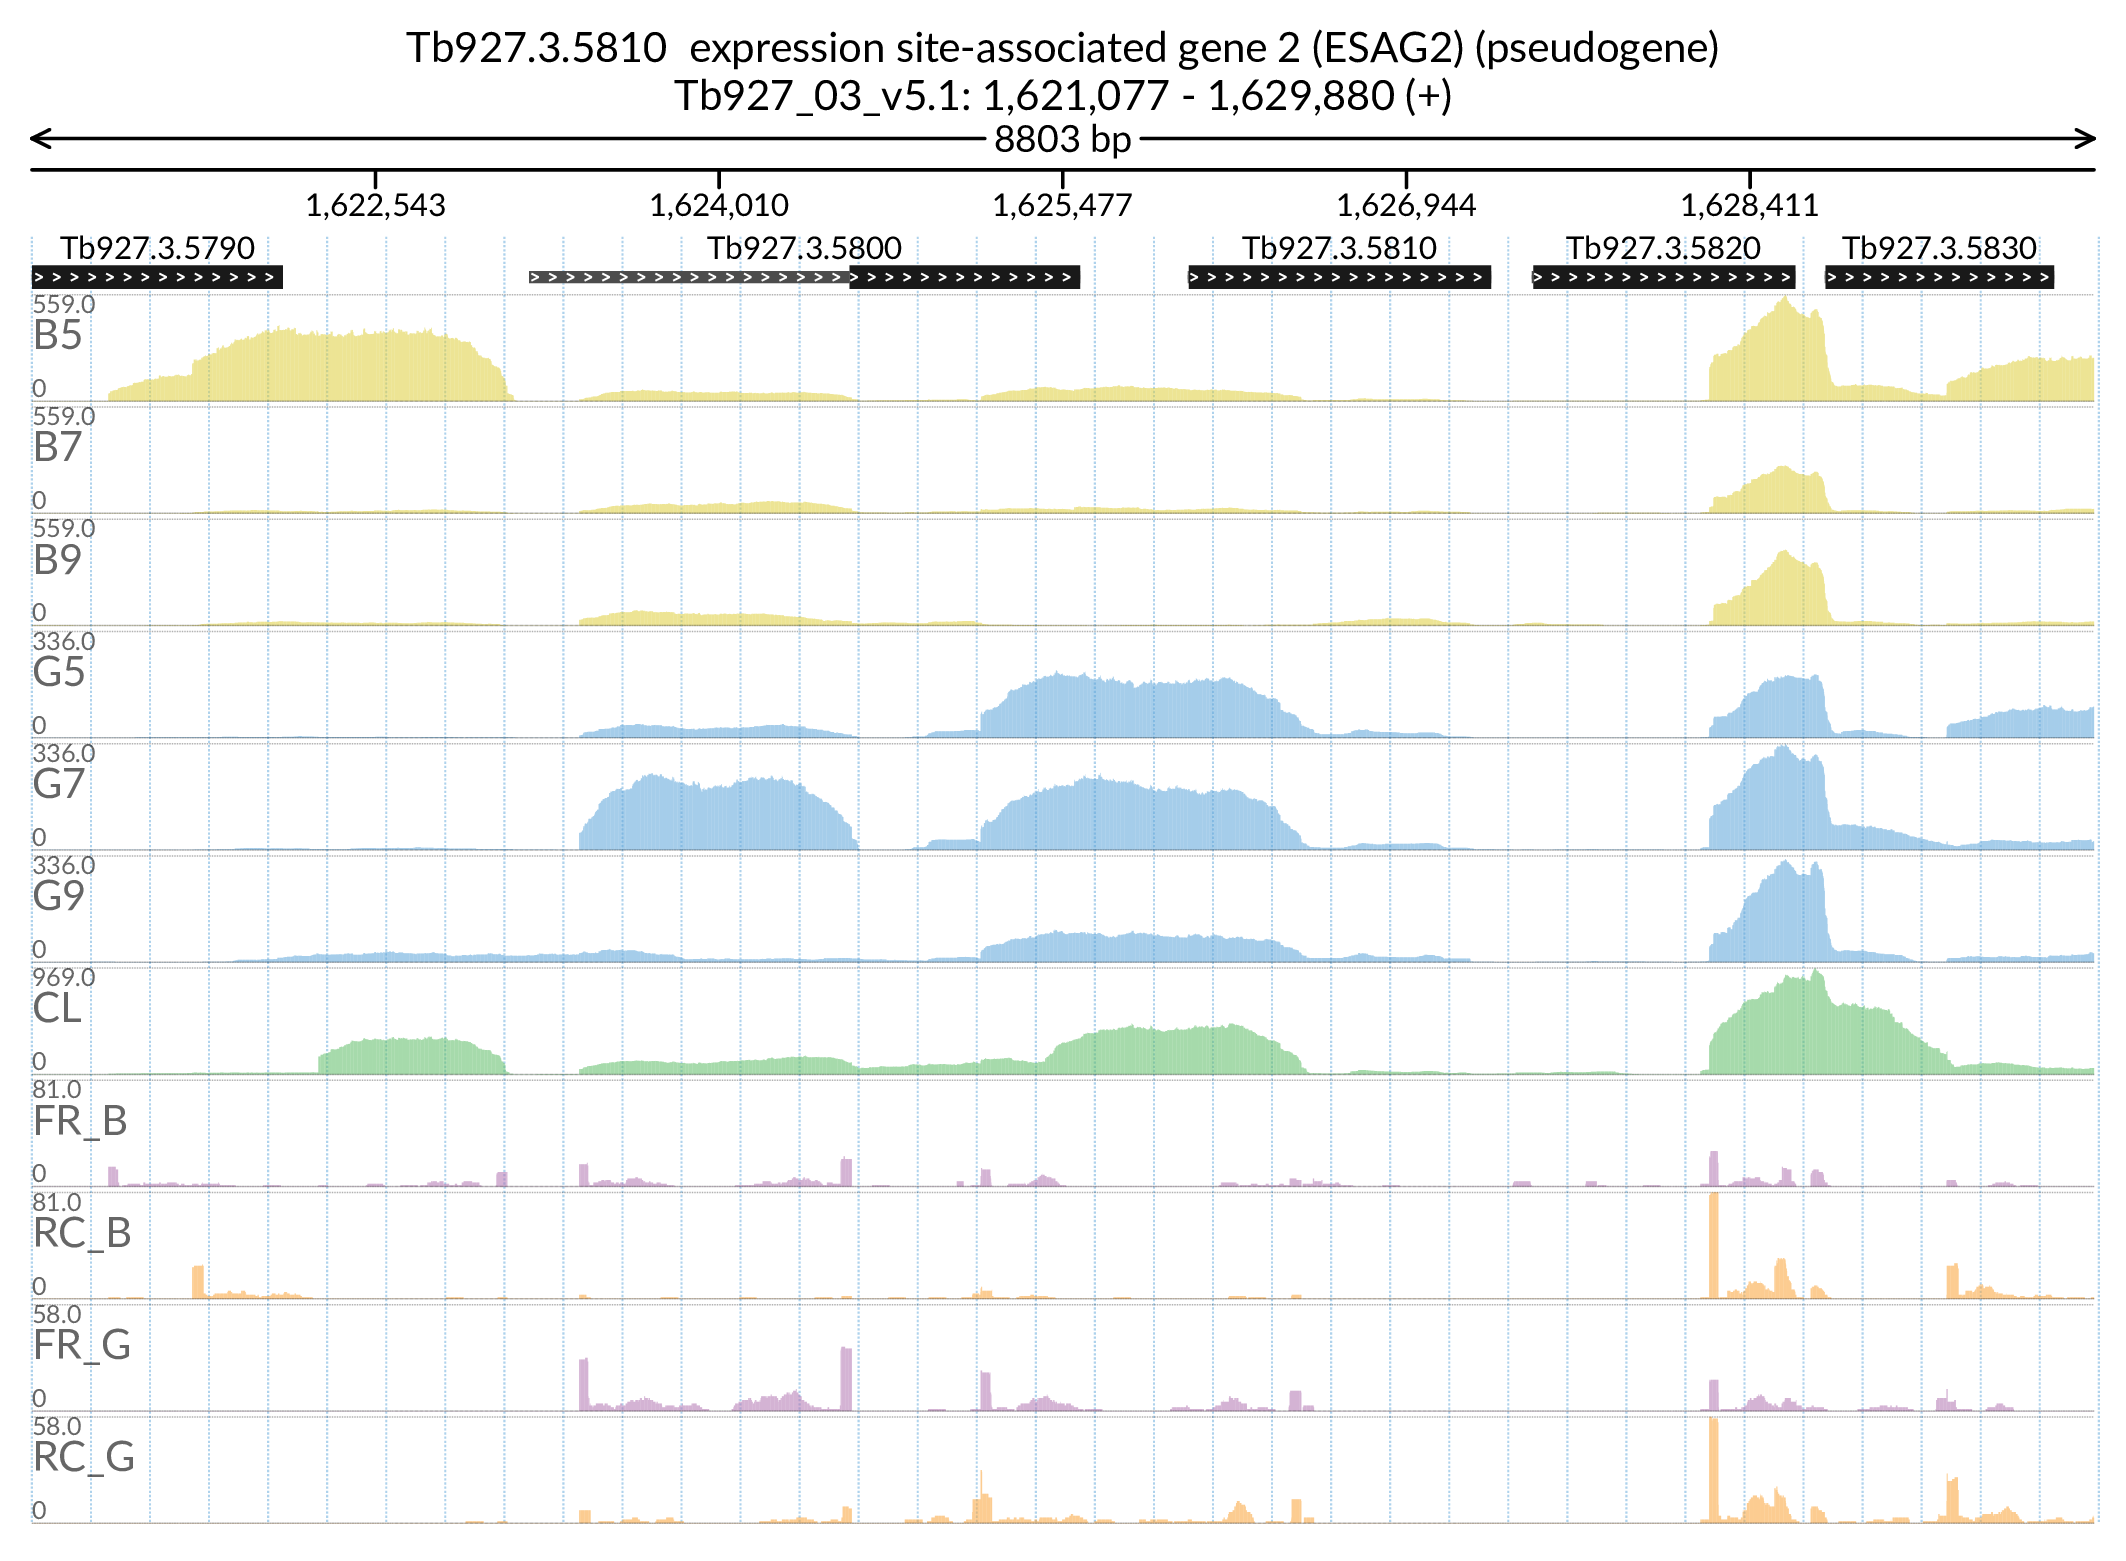 Tb927.3.5810 expression site-associated gene 2 (ESAG2) (pseudogene)
Tb927_03_v5.1: 1,621,077 - 1,629,880 (+)
8803 bp
1,622,543 1,624,010 1,625,477 1,626,944 1,628,411
Tb927.3.5790 Tb927.3.5800 Tb927.3.5810 Tb927.3.5820 Tb927.3.5830
559.0
B5
0
559.0
B7
0
559.0
B9
0
336.0
G5
0
336.0
G7
0
336.0
G9
0
969.0
CL
0
81.0
FR_B
0
81.0
RC_B
0
58.0
FR_G
0
58.0
RC_G
0